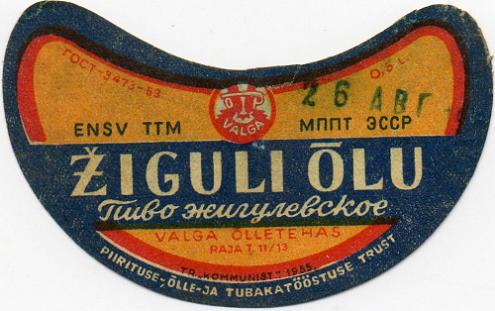 ГОСТ-3473-53
0,5 L.
ÕTP
VALGA
26 АВГ
ENSV TTM
МППТ ЭССР
ŽIGULI ÕLU
Пиво жигулевское
VALGA ÕLLETEHAS
RAJA T. 11/13
TR. „KOMMUNIST" 1955.
PIIRITUSE-, ÕLLE-JA TUBAKATÖÖSTUSE TRUST